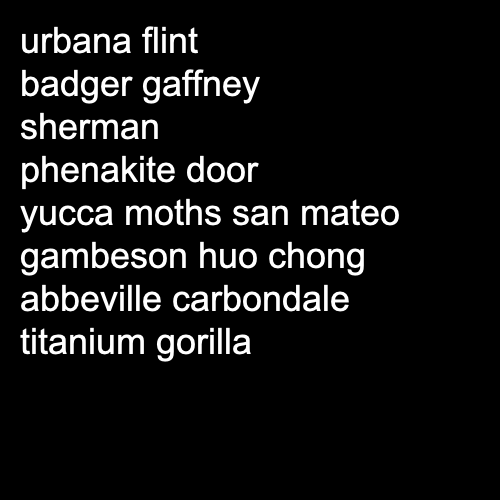 urbana flint
badger gaffney
sherman
phenakite door
yucca moths san mateo
gambeson huo chong
abbeville carbondale
titanium gorilla